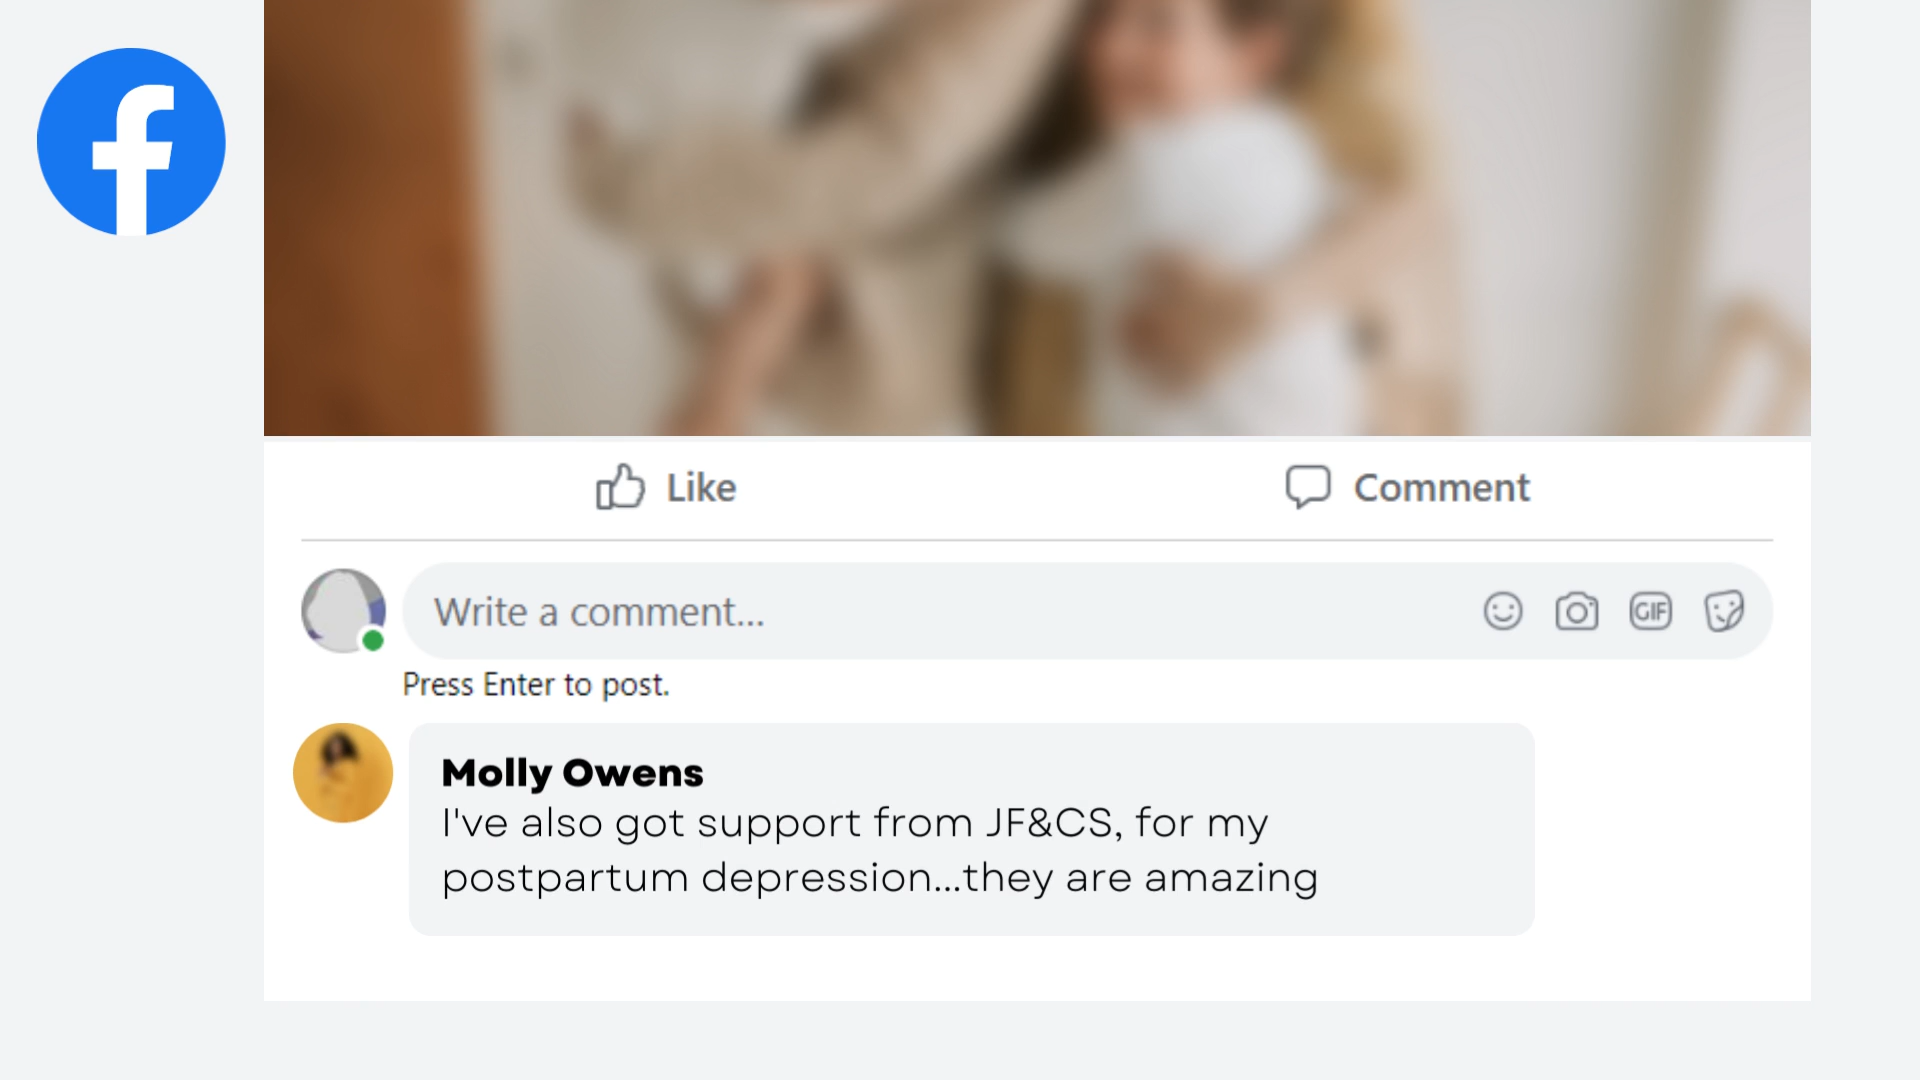 Like
Comment
Write a comment...
GIF
Press Enter to post.
Molly Owens
I've also got support from JF&CS, for my
postpartum depression...they are amazing